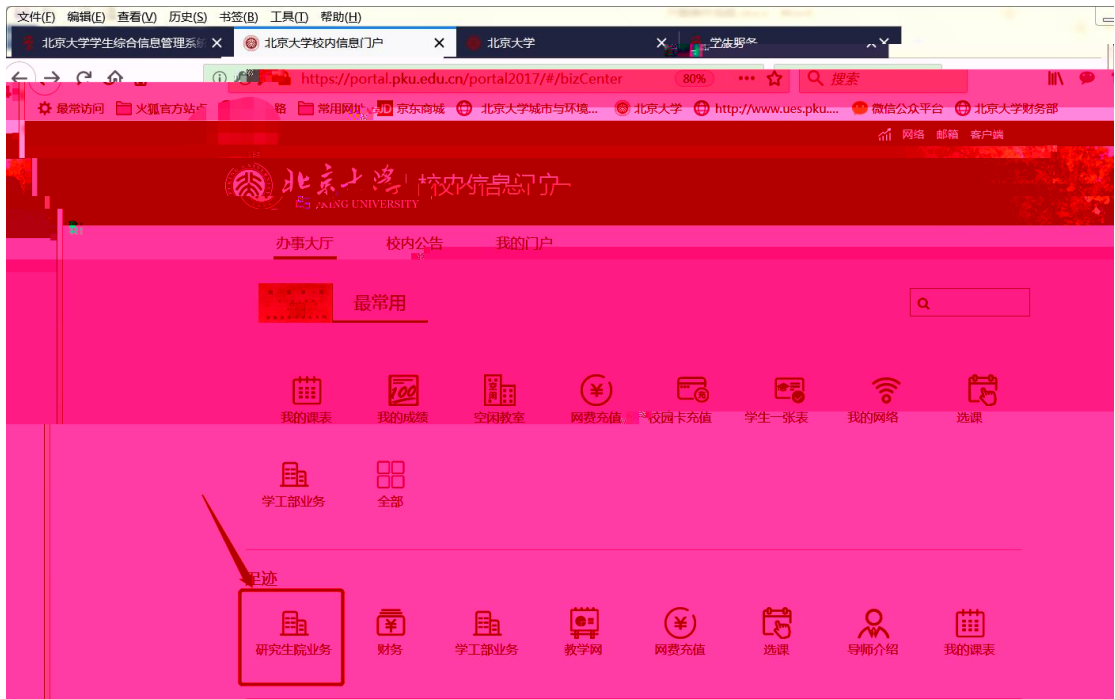 文件(F) 编辑(E) 查看(V) 历史(S) 书签(B) 工具(T) 帮助(H)
北京大学学生综合信息管理系统 北京大学校内信息门户 北京大学
https://portal.pku.edu.cn/portal2017/#/bizCenter 80% 搜索
最常访问 火狐官方站点 常用网址 JD 京东商城 北京大学城市与环境... 北京大学 http://www.ues.pku.... 微信公众平台 北京大学财务部
网络 邮箱 客户端
北京大学 校内信息门户
UNIVERSITY
办事大厅 校内公告 我的门户
最常用
我的课表 我的成绩 空闲教室 网费充值 校园卡充值 学生一张表 我的网络 选课
学工部业务 全部
足迹
研究生院业务 财务 学工部业务 教学网 网费充值 选课 导师介绍 我的课表